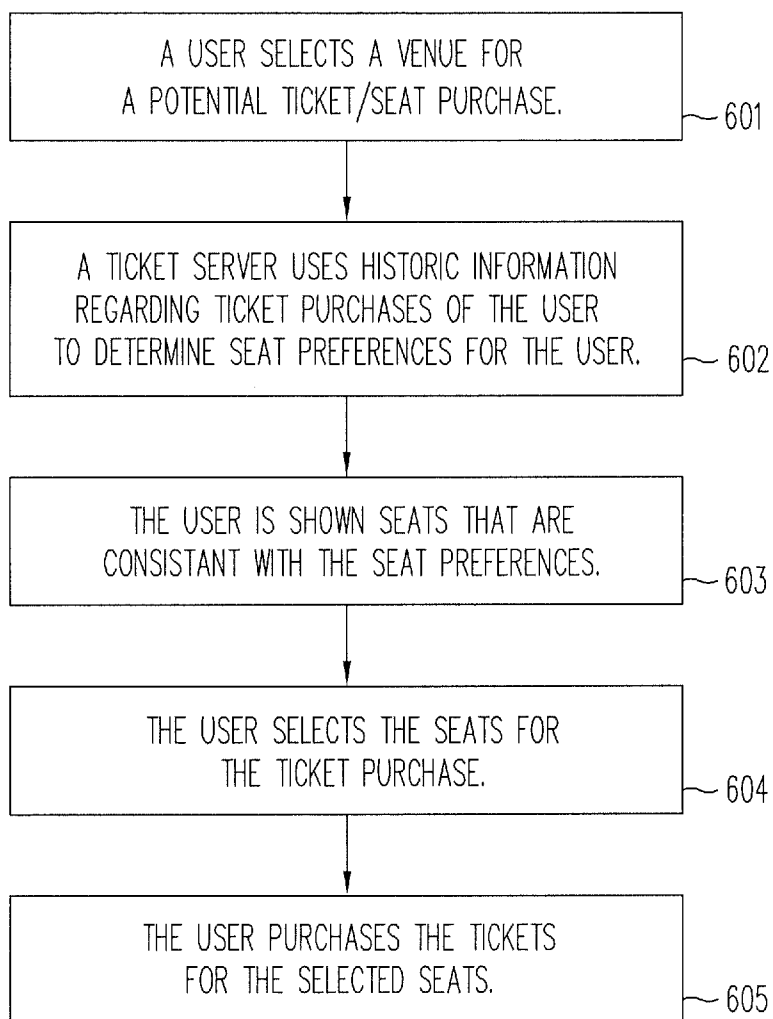 A USER SELECTS A VENUE FOR
A POTENTIAL TICKET/SEAT PURCHASE.
601
A TICKET SERVER USES HISTORIC INFORMATION
REGARDING TICKET PURCHASES OF THE USER
TO DETERMINE SEAT PREFERENCES FOR THE USER.
602
THE USER IS SHOWN SEATS THAT ARE
CONSISTANT WITH THE SEAT PREFERENCES.
603
THE USER SELECTS THE SEATS FOR
THE TICKET PURCHASE.
604
THE USER PURCHASES THE TICKETS
FOR THE SELECTED SEATS.
605